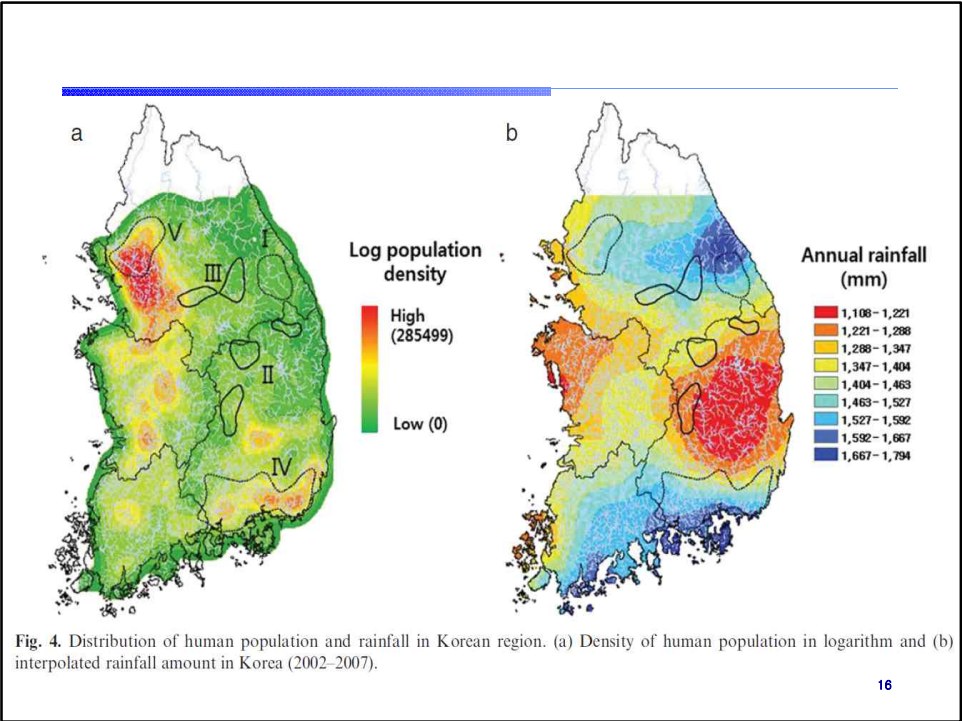 a
b
V
I
III
II
IV
Log population
density
High
(285499)
Low (0)
Annual rainfall
(mm)
1,108-1,221
1,221-1,288
1,288-1,347
1,347-1,404
1,404-1,463
1,463-1,527
1,527-1,592
1,592-1,667
1,667-1,794
Fig. 4. Distribution of human population and rainfall in Korean region. (a) Density of human population in logarithm and (b)
interpolated rainfall amount in Korea (2002–2007).
16